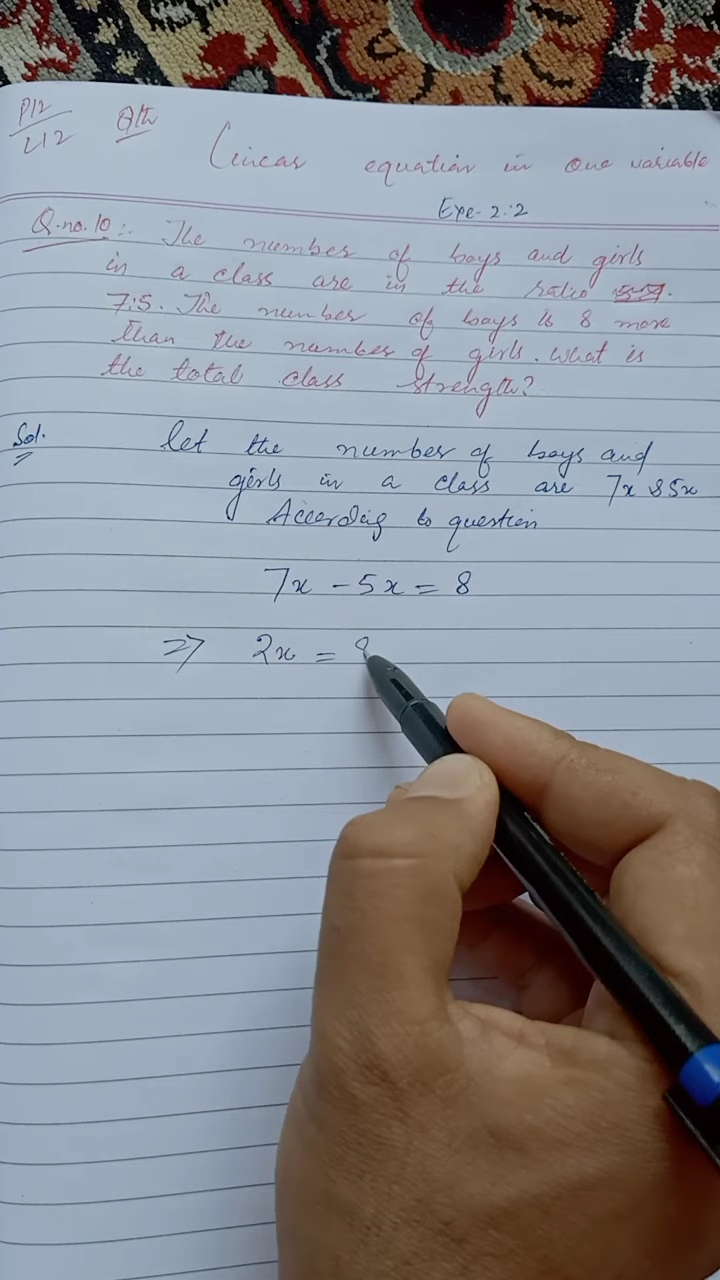 P12
L12
8th
Linear equation in one variable
Exe-2.2
Q.no.10:. The number of boys and girls
in a class are in the ratio
7:5. The number of boys is 8 more
than the number of girls. What is
the total class strength?
Sol. let the number of boys and
girls in a class are 7x & 5x
According to question
7x - 5x = 8
=> 2x = 8